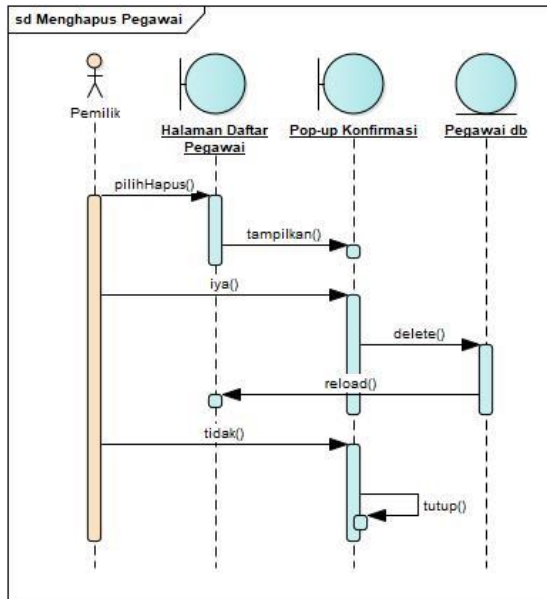 sd Menghapus Pegawai
Pemilik
Halaman Daftar
Pegawai
Pop-up Konfirmasi
Pegawai db
pilihHapus()
tampilkan()
iya()
delete()
reload()
tidak()
tutup()